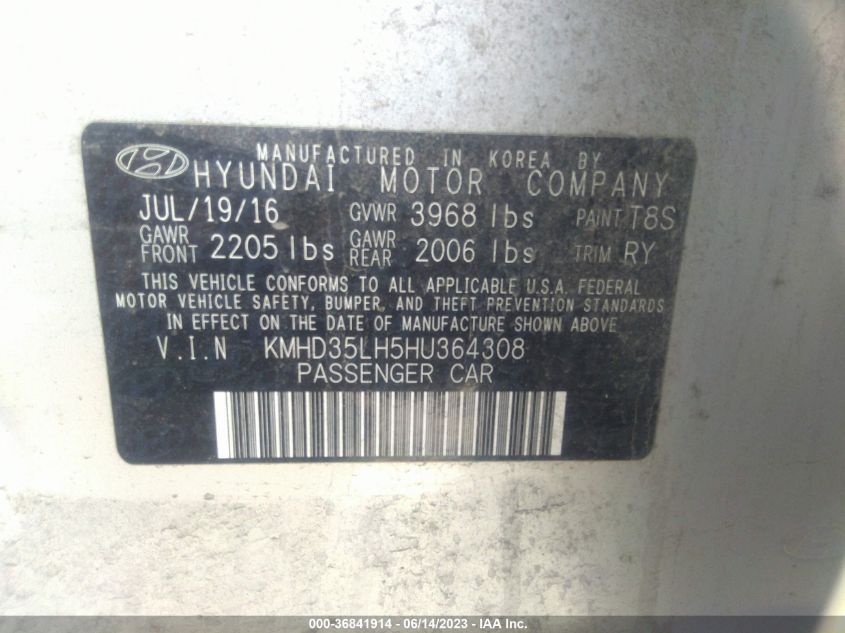 MANUFACTURED IN KOREA BY
HYUNDAI MOTOR COMPANY
JUL/19/16 GVWR 3968 lbs PAINT T8S
GAWR FRONT 2205 lbs GAWR REAR 2006 lbs TRIM RY
THIS VEHICLE CONFORMS TO ALL APPLICABLE U.S.A. FEDERAL
MOTOR VEHICLE SAFETY, BUMPER, AND THEFT PREVENTION STANDARDS
IN EFFECT ON THE DATE OF MANUFACTURE SHOWN ABOVE
V.I.N KMHD35LH5HU364308
PASSENGER CAR
000-36841914 - 06/14/2023 - US